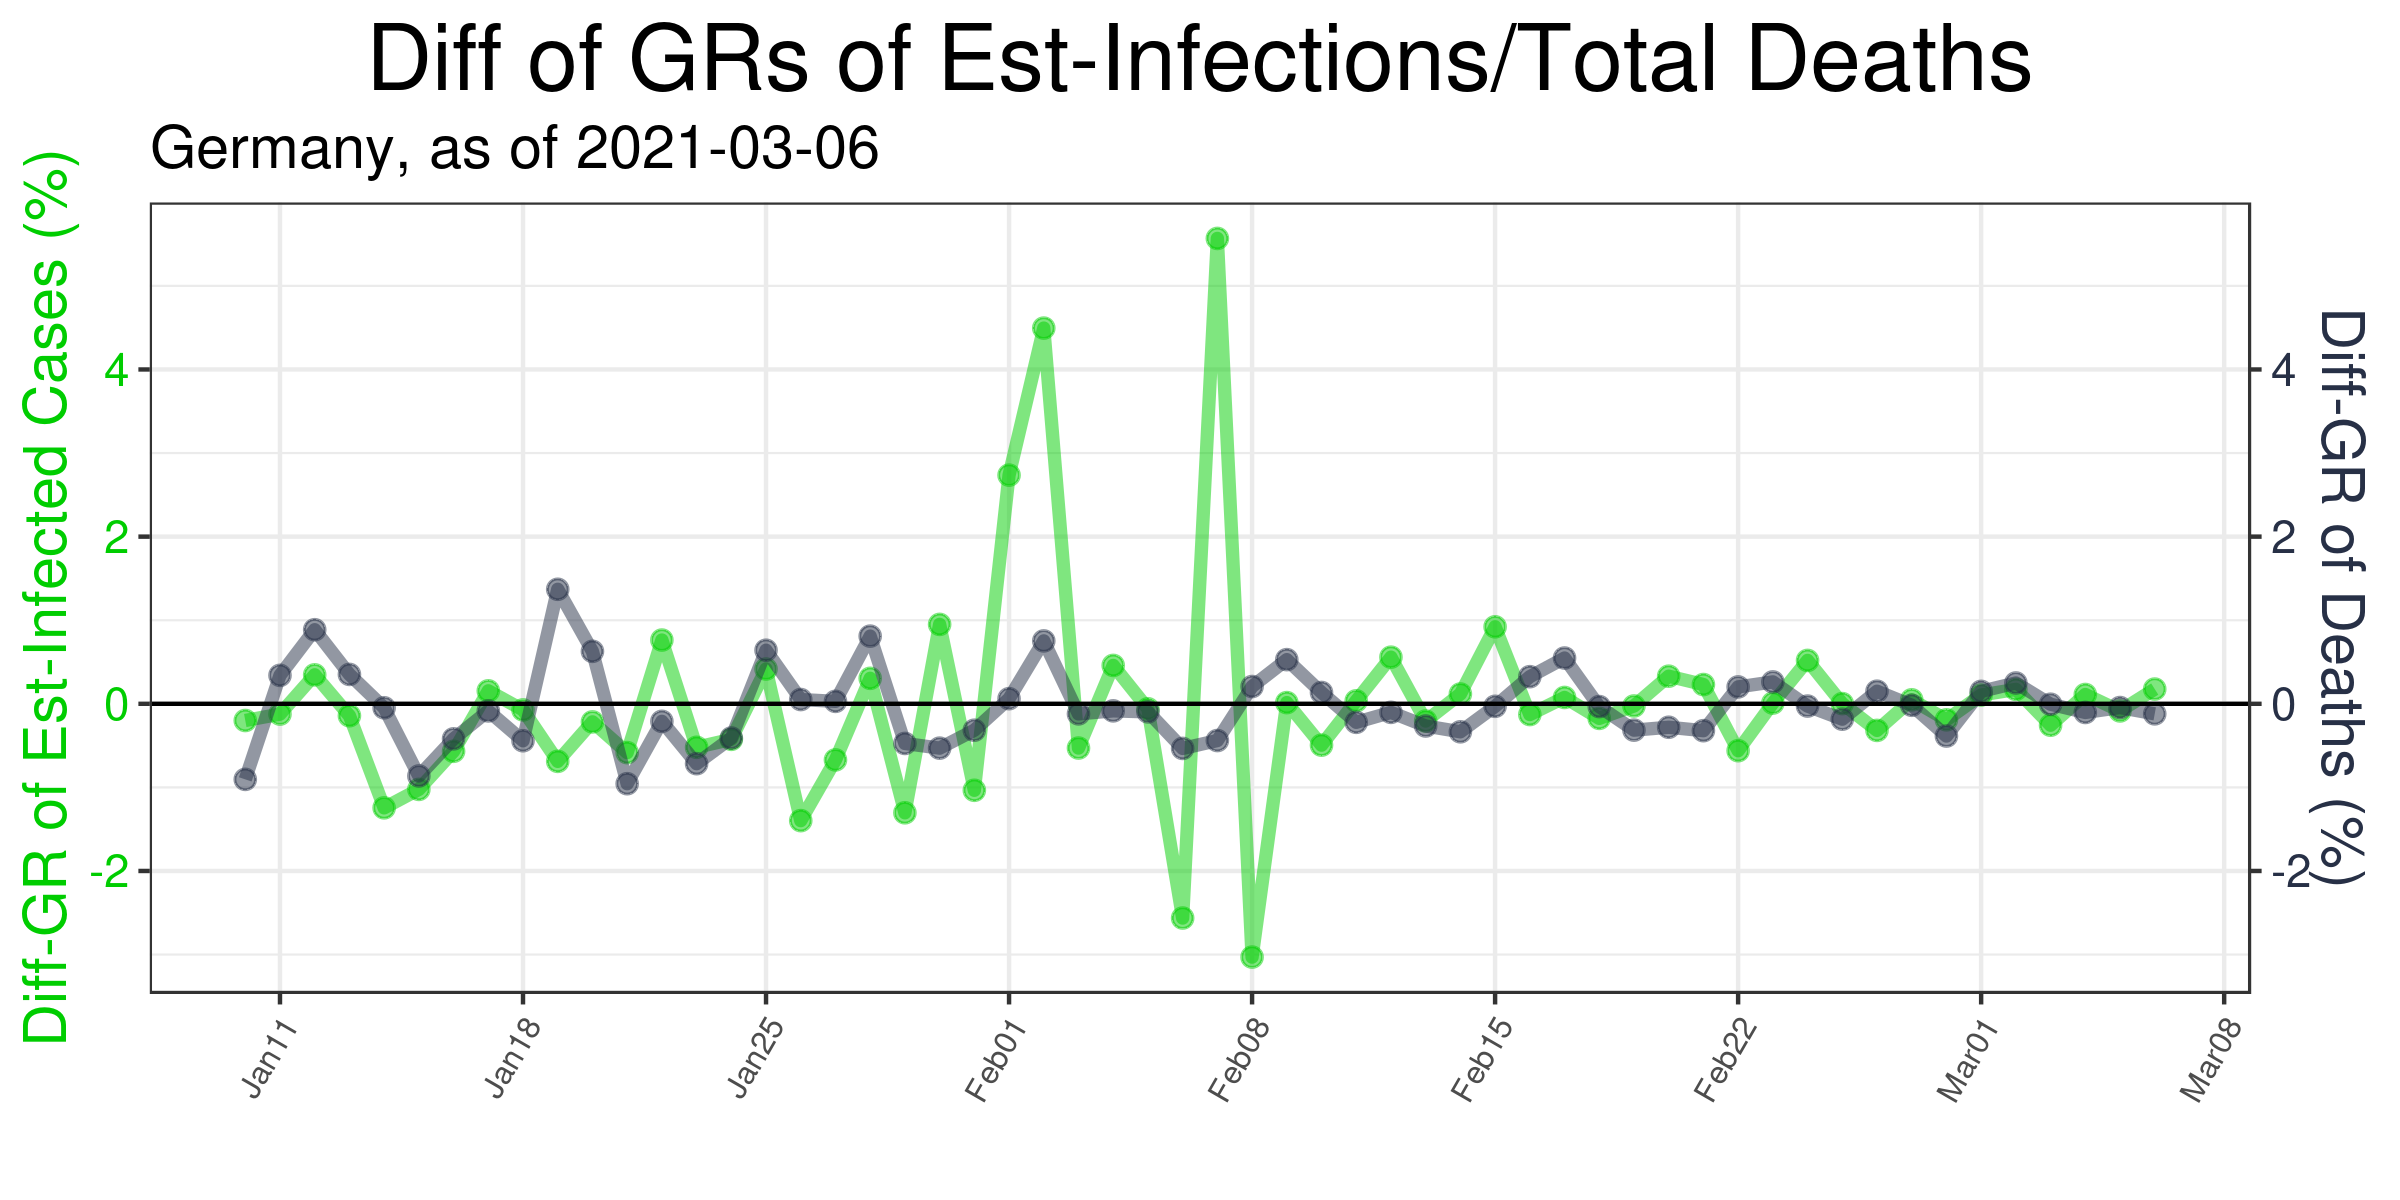 Diff of GRs of Est-Infections/Total Deaths
Germany, as of 2021-03-06
Diff-GR of Est-Infected Cases (%)
4
2
0
-2
4
2
0
-2
Diff-GR of Deaths (%)
Jan11
Jan18
Jan25
Feb01
Feb08
Feb15
Feb22
Mar01
Mar08